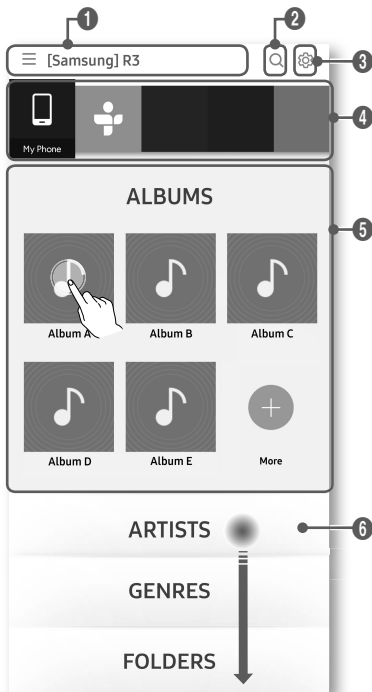 1
2
[Samsung] R3
3
4
My Phone
ALBUMS
5
Album A
Album B
Album C
Album D
Album E
More
ARTISTS
6
GENRES
FOLDERS